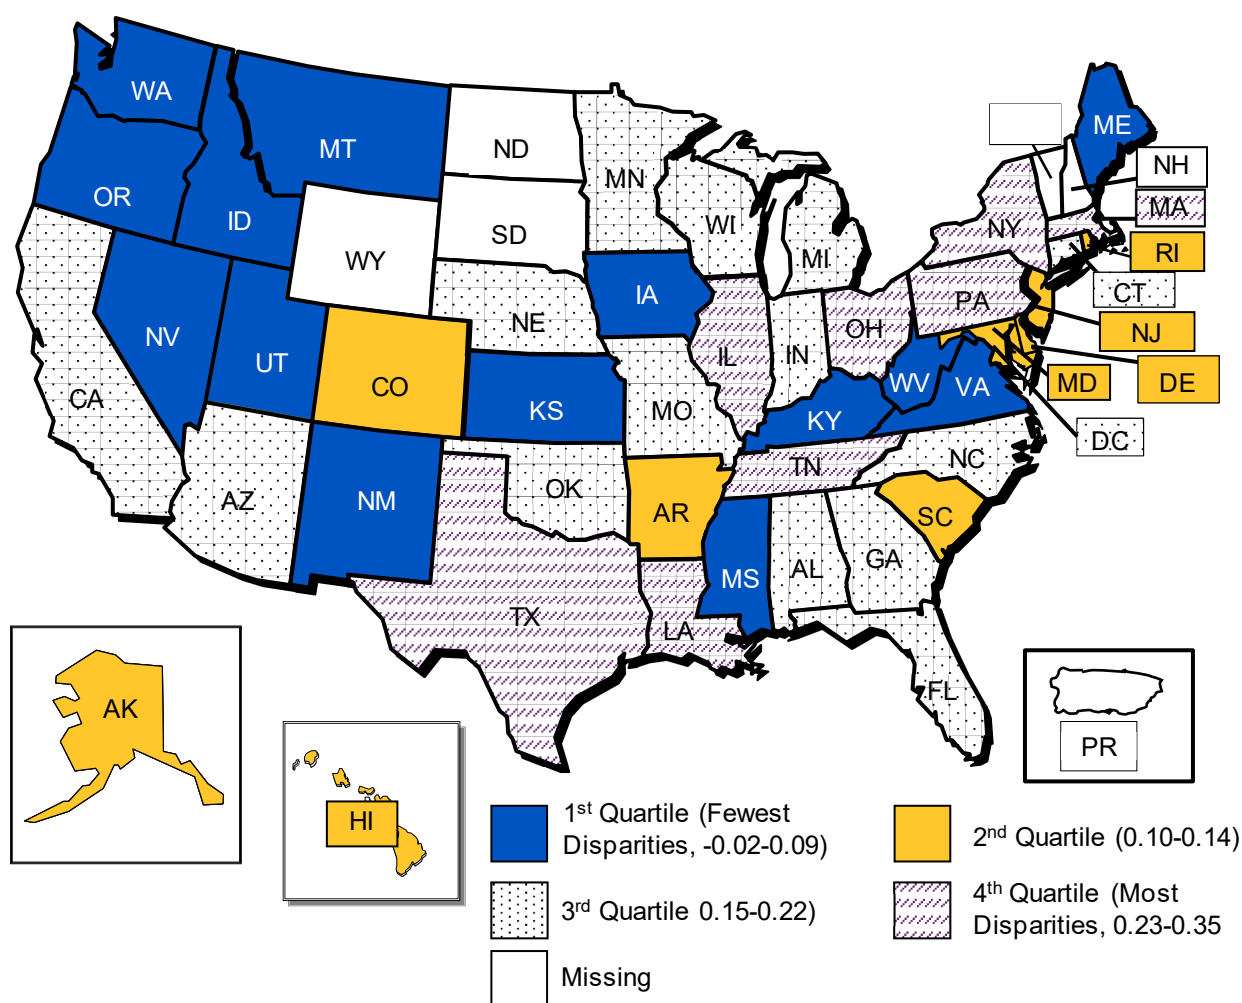 WA
ME
MT
ND
NH
MN
OR
MA
WI
ID
NY
SD
RI
WY
MI
CT
IA
PA
NE
OH
NJ
NV
IN
IL
UT
CO
WV
VA
MD
DE
CA
KS
MO
KY
DC
NC
TN
AZ
NM
OK
AR
SC
GA
AL
MS
TX
LA
FL
AK
PR
HI
1st Quartile (Fewest
Disparities, -0.02-0.09)
2nd Quartile (0.10-0.14)
3rd Quartile 0.15-0.22)
4th Quartile (Most
Disparities, 0.23-0.35
Missing